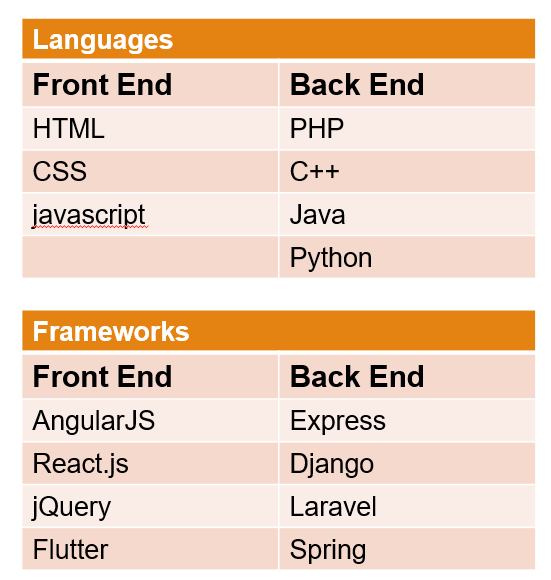 Languages
Front End Back End
HTML PHP
CSS C++
javascript Java
Python
Frameworks
Front End Back End
AngularJS Express
React.js Django
jQuery Laravel
Flutter Spring